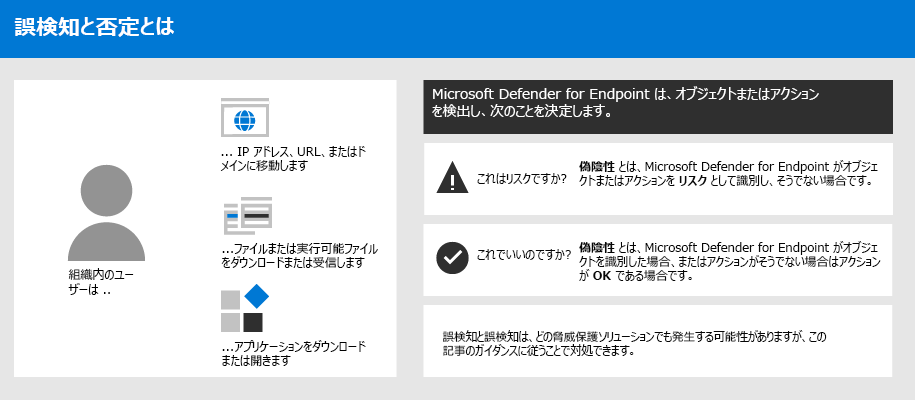 誤検知と否定とは
組織内のユー
ザーは ..
... IP アドレス、URL、またはド
メインに移動します
...ファイルまたは実行可能ファイル
をダウンロードまたは受信します
...アプリケーションをダウンロード
または開きます
Microsoft Defender for Endpoint は、オブジェクトまたはアクション
を検出し、次のことを決定します。
これはリスクですか?
偽陰性 とは、Microsoft Defender for Endpoint がオブジェ
クトまたはアクションを リスク として識別し、そうでない場合です。
これでいいのですか?
偽陰性 とは、Microsoft Defender for Endpoint がオブジェ
クトを識別した場合、またはアクションがそうでない場合はアクション
が OK である場合です。
誤検知と誤検知は、どの脅威保護ソリューションでも発生する可能性がありますが、この
記事のガイダンスに従うことで対処できます。